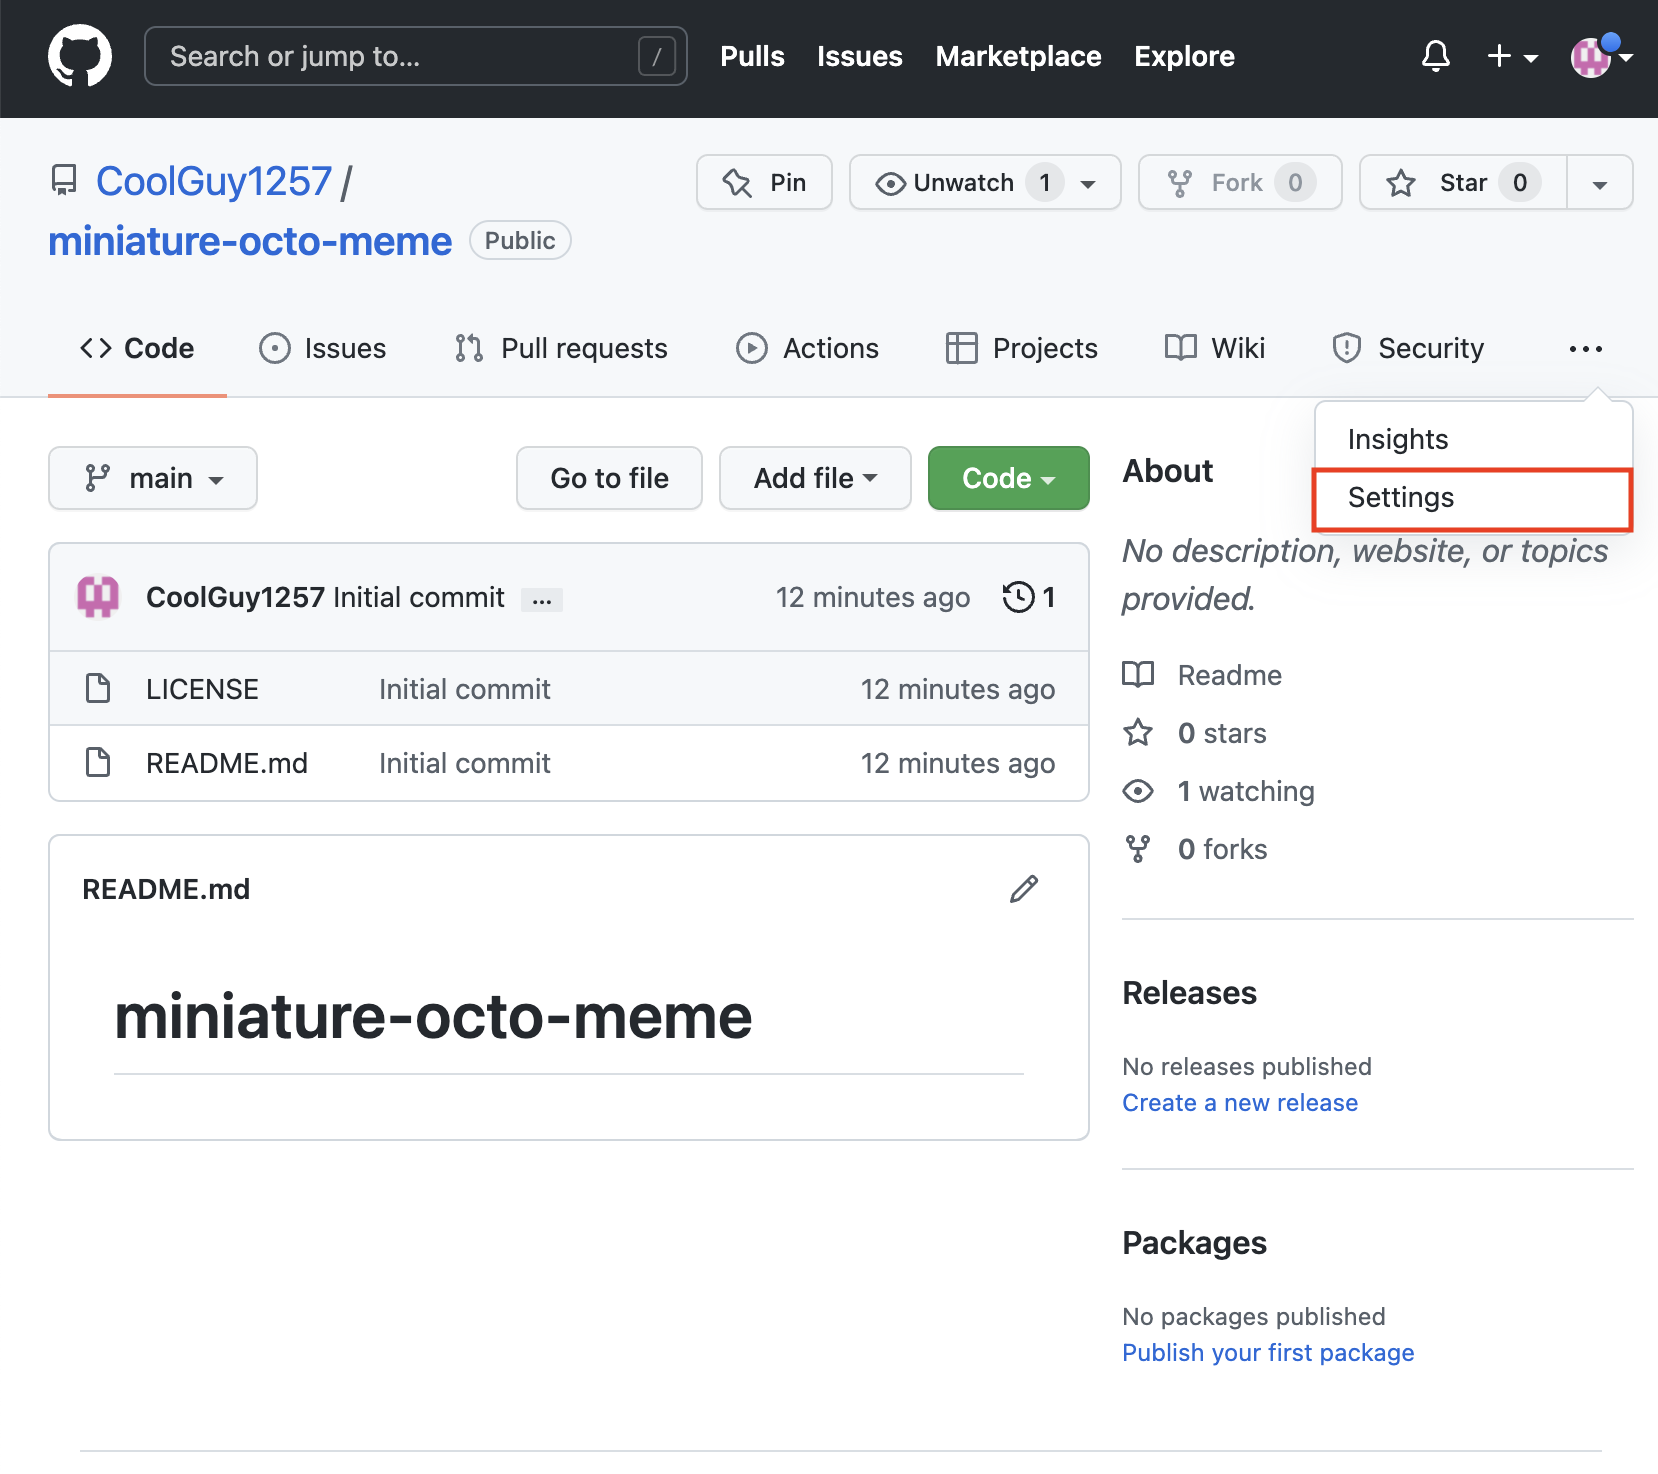 Search or jump to... /
Pulls Issues Marketplace Explore
CoolGuy1257 /
miniature-octo-meme Public
Pin Unwatch 1 Fork 0 Star 0
Code Issues Pull requests Actions Projects Wiki Security ...
Insights
Settings
main Go to file Add file Code
CoolGuy1257 Initial commit ... 12 minutes ago 1
LICENSE Initial commit 12 minutes ago
README.md Initial commit 12 minutes ago
README.md
miniature-octo-meme
About
No description, website, or topics
provided.
Readme
0 stars
1 watching
0 forks
Releases
No releases published
Create a new release
Packages
No packages published
Publish your first package